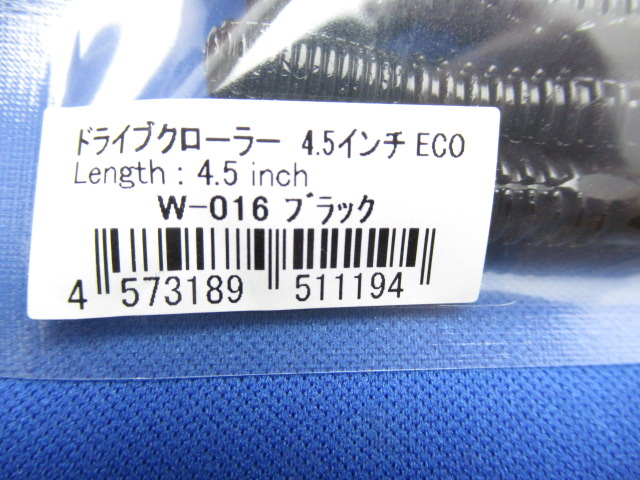 ドライブクローラー 4.5インチ ECO
Length : 4.5 inch
W-016 ブラック
4 573189 511194